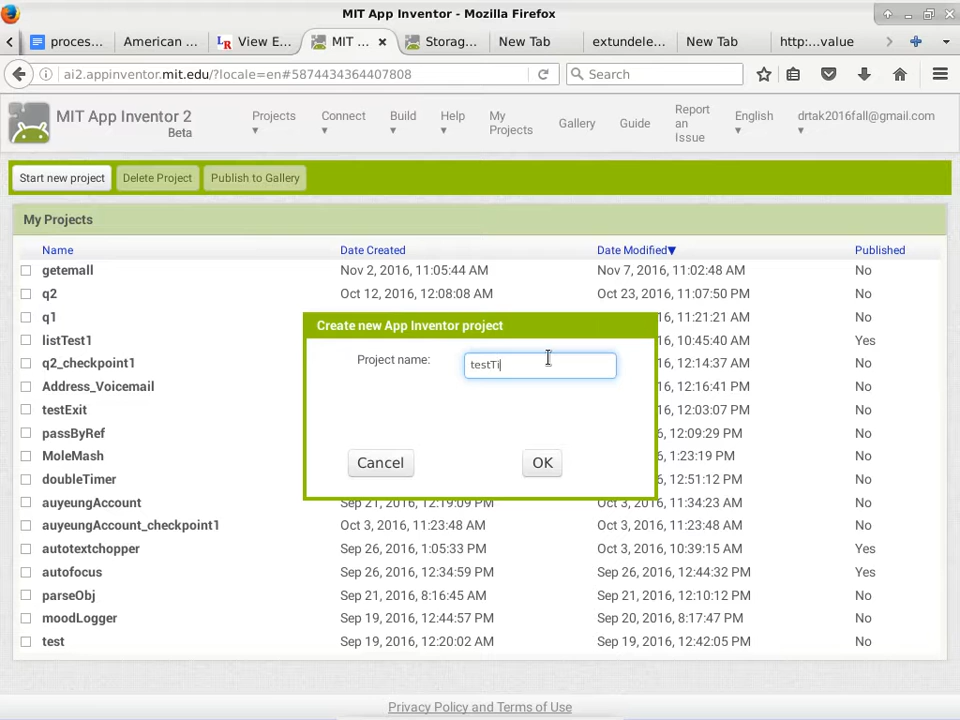 MIT App Inventor - Mozilla Firefox
proces... American ... View E... MIT ... Storag... New Tab extundele... New Tab http:...value
ai2.appinventor.mit.edu/?locale=en#5874434364407808 Search
MIT App Inventor 2
Beta
Projects Connect Build Help My Projects Gallery Guide Report an Issue English drtak2016fall@gmail.com
Start new project Delete Project Publish to Gallery
My Projects
Name Date Created Date Modified▼ Published
getemall Nov 2, 2016, 11:05:44 AM Nov 7, 2016, 11:02:48 AM No
q2 Oct 12, 2016, 12:08:08 AM Oct 23, 2016, 11:07:50 PM No
q1 16, 11:21:21 AM No
listTest1 16, 10:45:40 AM Yes
q2_checkpoint1 16, 12:14:37 AM No
Address_Voicemail 16, 12:16:41 PM No
testExit 16, 12:03:07 PM No
passByRef 16, 12:09:29 PM No
MoleMash 16, 1:23:19 PM No
doubleTimer 16, 12:51:12 PM No
auyeungAccount Sep 21, 2016, 12:19:09 PM Oct 3, 2016, 11:34:23 AM No
auyeungAccount_checkpoint1 Oct 3, 2016, 11:23:48 AM Oct 3, 2016, 11:23:48 AM No
autotextchopper Sep 26, 2016, 1:05:33 PM Oct 3, 2016, 10:39:15 AM Yes
autofocus Sep 26, 2016, 12:34:59 PM Sep 26, 2016, 12:44:32 PM Yes
parseObj Sep 21, 2016, 8:16:45 AM Sep 21, 2016, 12:10:12 PM No
moodLogger Sep 19, 2016, 12:44:57 PM Sep 20, 2016, 8:17:47 PM No
test Sep 19, 2016, 12:20:02 AM Sep 19, 2016, 12:42:05 PM No
Create new App Inventor project
Project name: testTi
Cancel OK
Privacy Policy and Terms of Use